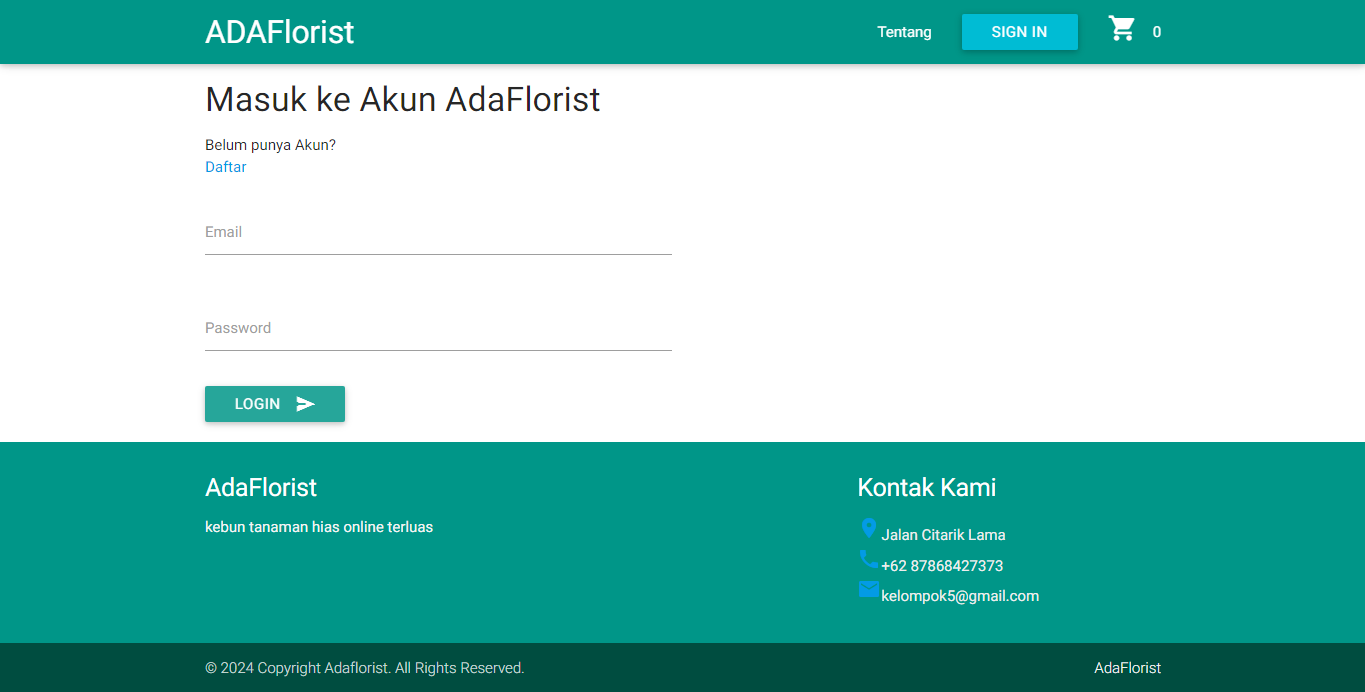 ADAFlorist
Tentang
SIGN IN
0
Masuk ke Akun AdaFlorist
Belum punya Akun?
Daftar
Email
Password
LOGIN
AdaFlorist
kebun tanaman hias online terluas
Kontak Kami
Jalan Citarik Lama
+62 87868427373
kelompok5@gmail.com
© 2024 Copyright Adaflorist. All Rights Reserved.
AdaFlorist